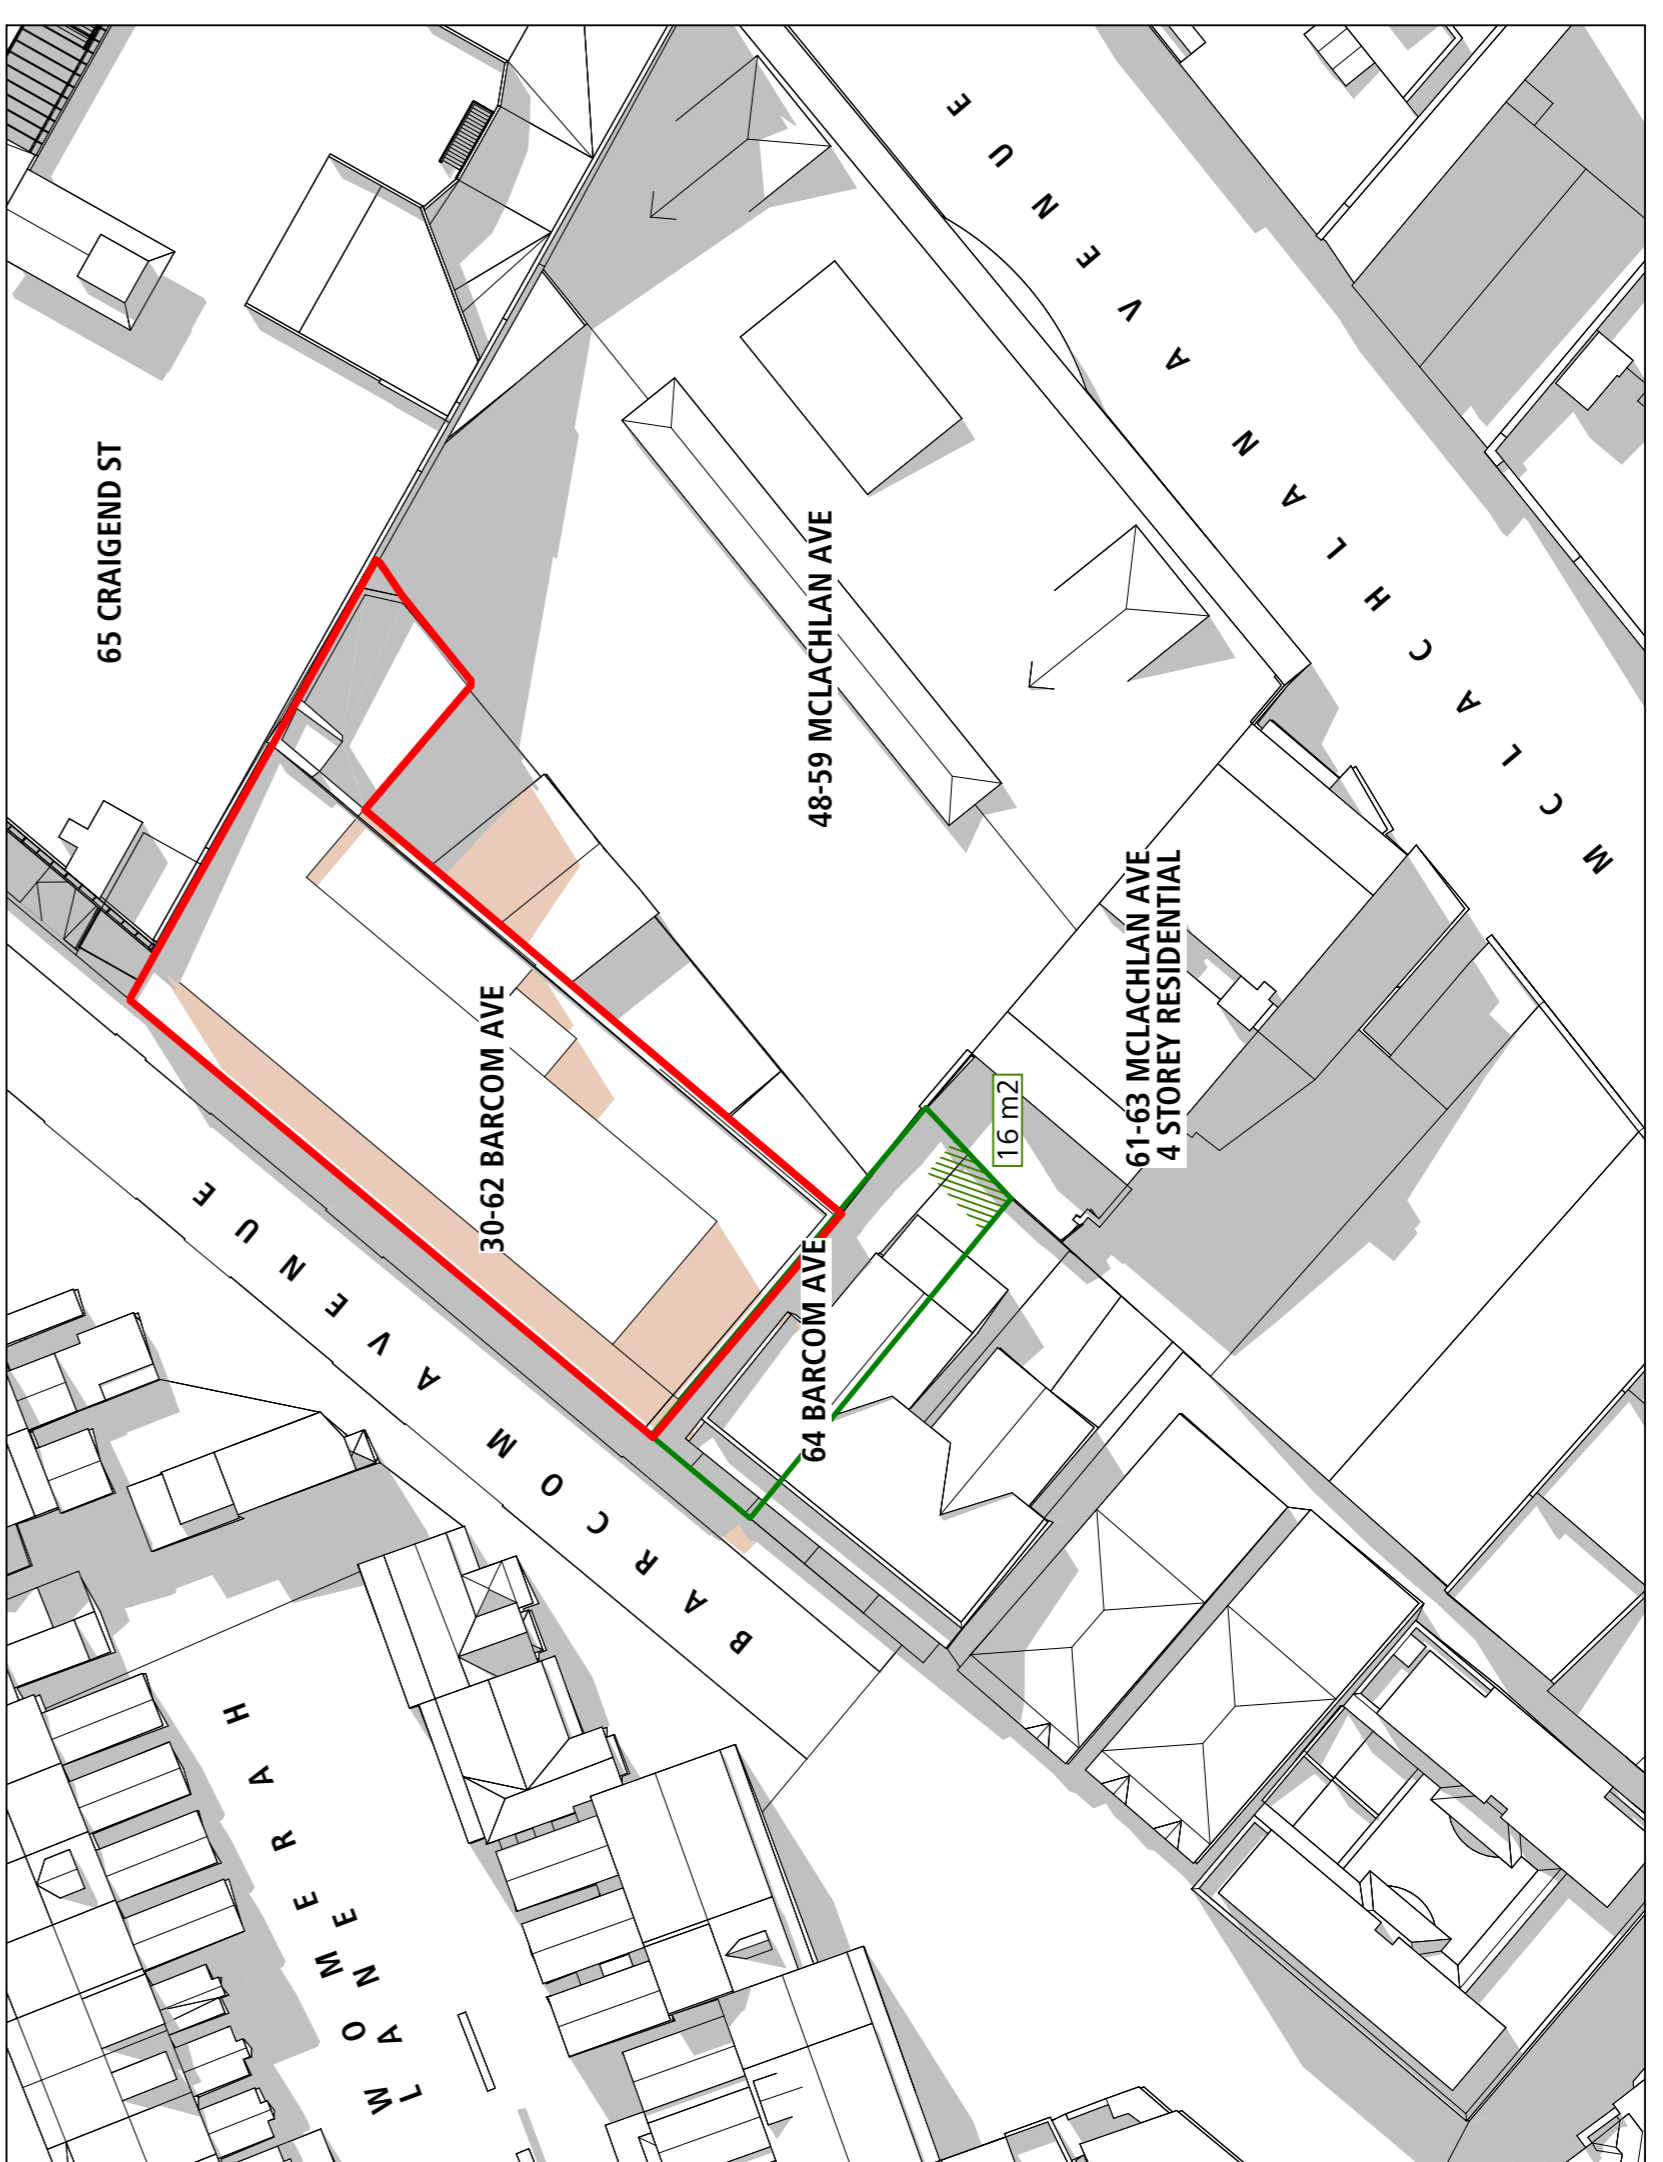 65 CRAIGEND ST
48-59 MCLACHLAN AVE
30-62 BARCOM AVE
61-63 MCLACHLAN AVE
4 STOREY RESIDENTIAL
16 m2
64 BARCOM AVE
MCLACHLAN AVENUE
BARCOM AVENUE
WOMEERAH
LANE